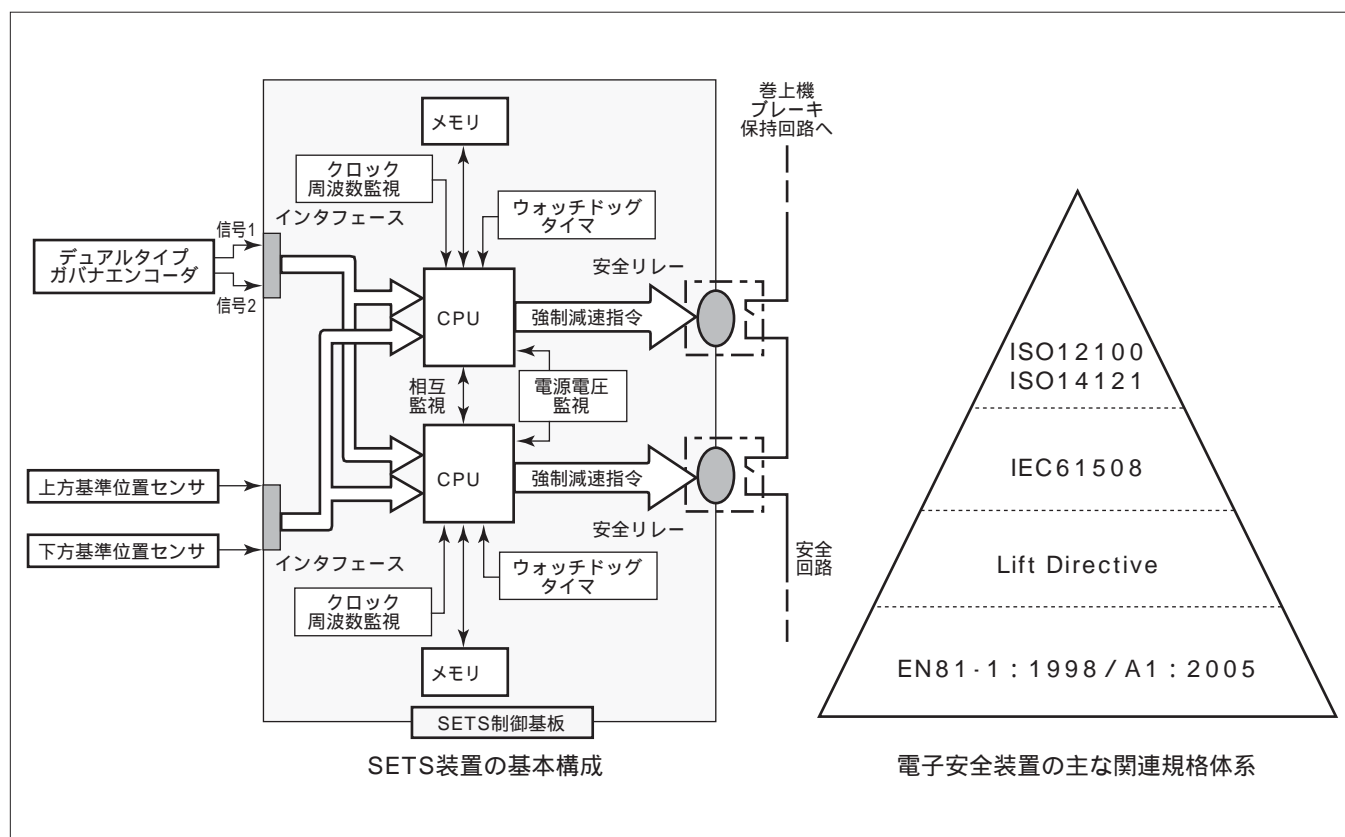 巻上機
ブレーキ
保持回路へ
メモリ
クロック
周波数監視
ウォッチドッグ
タイマ
インタフェース
信号1
デュアルタイプ
ガバナエンコーダ
信号2
安全リレー
CPU
強制減速指令
相互
監視
電源電圧
監視
CPU
強制減速指令
上方基準位置センサ
下方基準位置センサ
安全リレー
インタフェース
ウォッチドッグ
タイマ
クロック
周波数監視
安全
回路
メモリ
SETS制御基板
SETS装置の基本構成
ISO12100
ISO14121
IEC61508
Lift Directive
EN81-1:1998/A1:2005
電子安全装置の主な関連規格体系